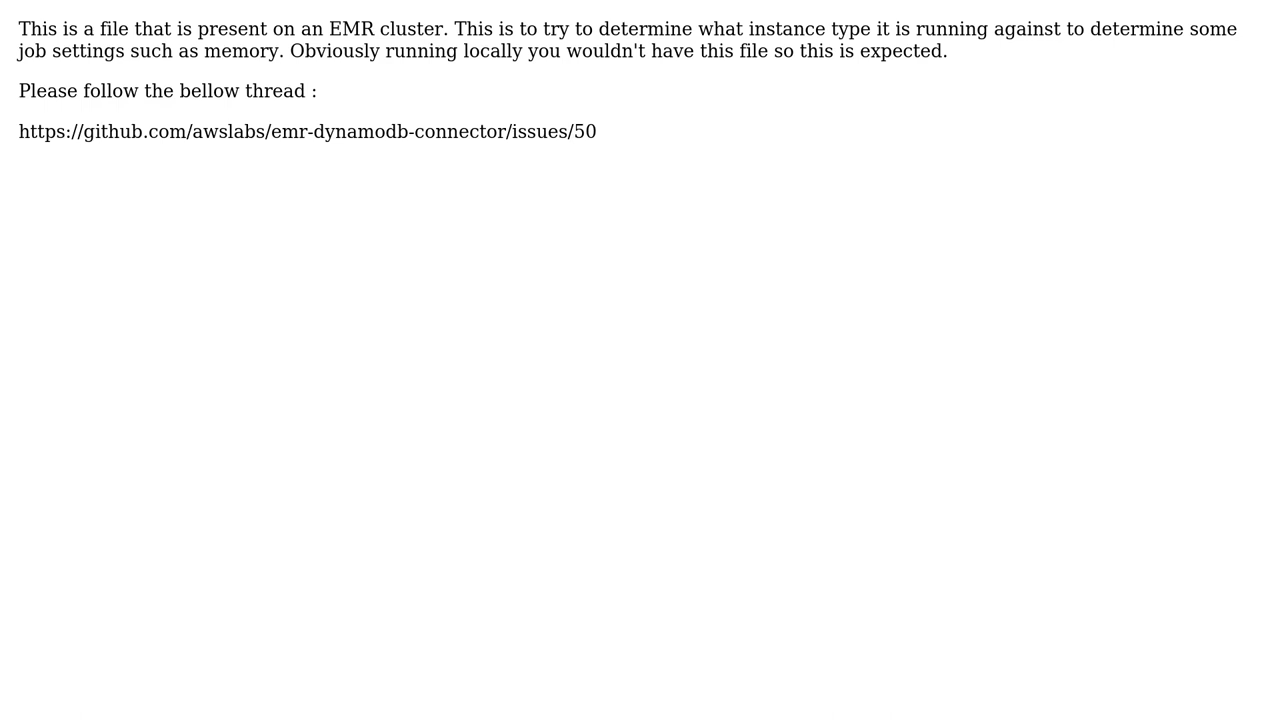 This is a file that is present on an EMR cluster. This is to try to determine what instance type it is running against to determine some
job settings such as memory. Obviously running locally you wouldn't have this file so this is expected.
Please follow the bellow thread :
https://github.com/awslabs/emr-dynamodb-connector/issues/50